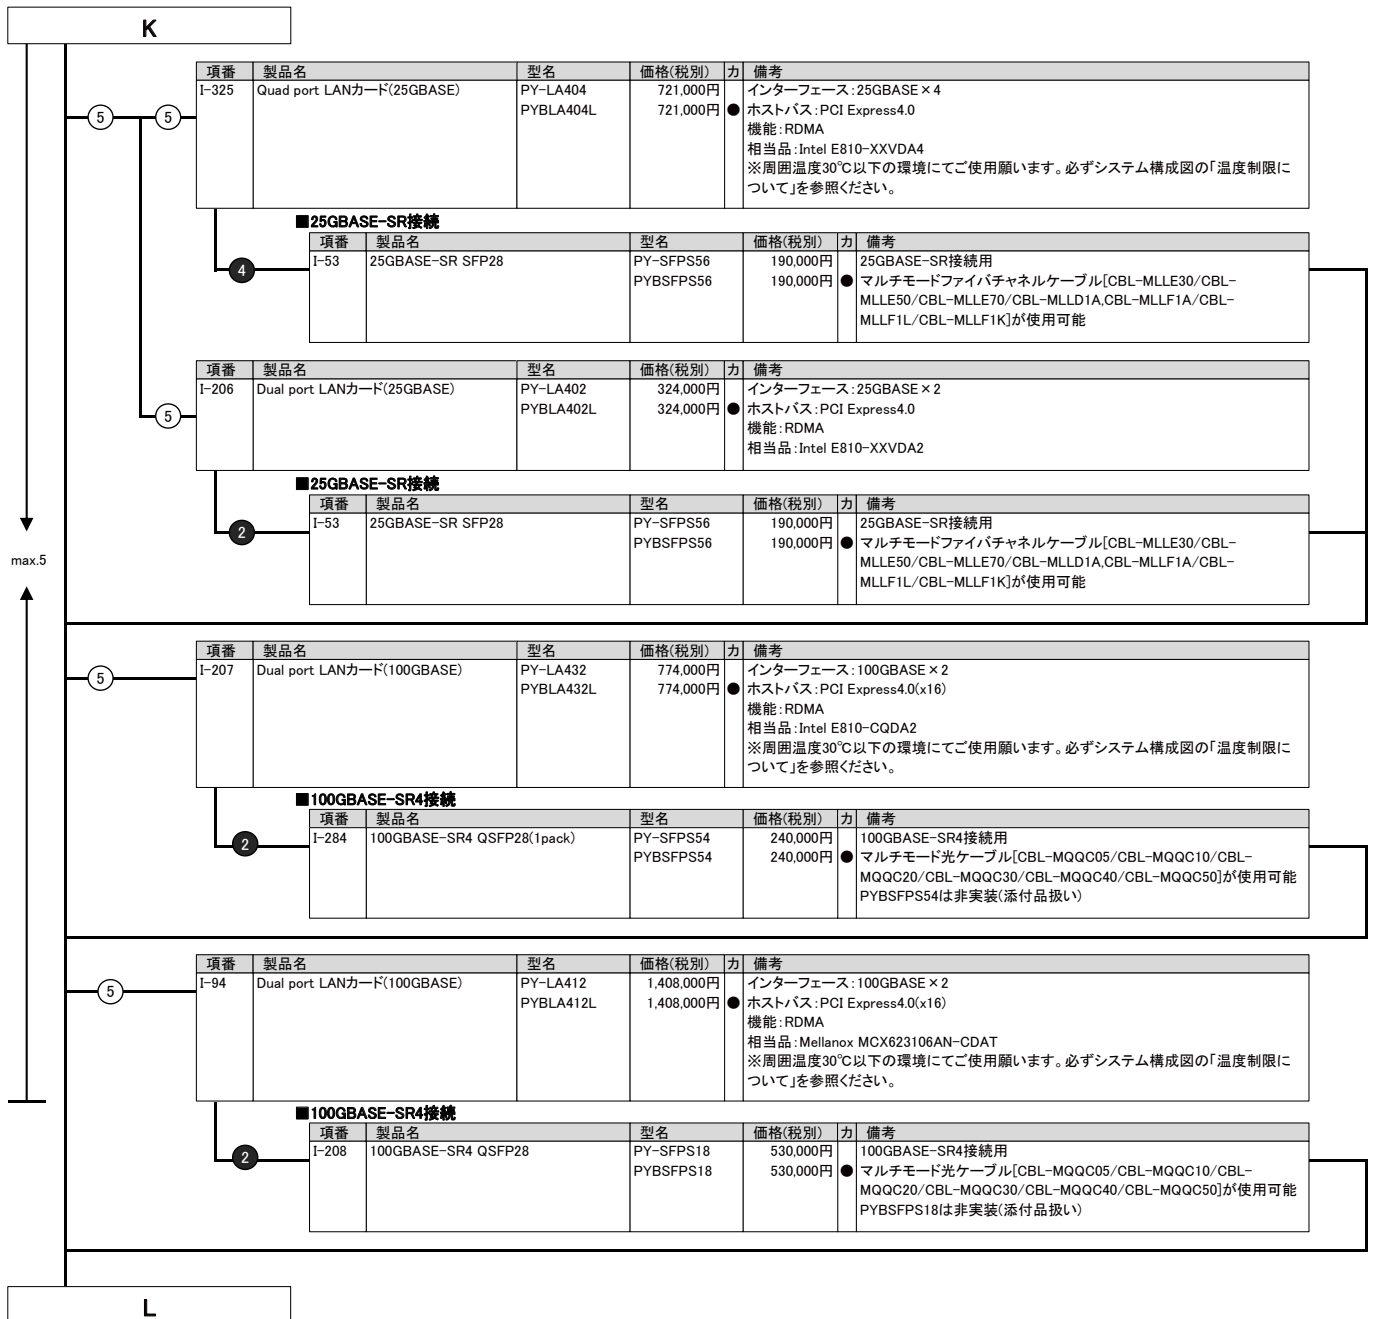 K
項番 製品名 型名 価格(税別) カ 備考
I-325 Quad port LANカード(25GBASE) PY-LA404 721,000円 インターフェース:25GBASE×4
PYBLA404L 721,000円 ● ホストバス:PCI Express4.0
機能:RDMA
相当品:Intel E810-XXVDA4
※周囲温度30℃以下の環境にてご使用願います。必ずシステム構成図の「温度制限に
ついて」を参照ください。
5 5
■25GBASE-SR接続
項番 製品名 型名 価格(税別) カ 備考
I-53 25GBASE-SR SFP28 PY-SFPS56 190,000円 25GBASE-SR接続用
4 PYBSFPS56 190,000円 ● マルチモードファイバチャネルケーブル[CBL-MLLE30/CBL-
MLLE50/CBL-MLLE70/CBL-MLLD1A,CBL-MLLF1A/CBL-
MLLF1L/CBL-MLLF1K]が使用可能
項番 製品名 型名 価格(税別) カ 備考
I-206 Dual port LANカード(25GBASE) PY-LA402 324,000円 インターフェース:25GBASE×2
5 PYBLA402L 324,000円 ● ホストバス:PCI Express4.0
機能:RDMA
相当品:Intel E810-XXVDA2
■25GBASE-SR接続
項番 製品名 型名 価格(税別) カ 備考
I-53 25GBASE-SR SFP28 PY-SFPS56 190,000円 25GBASE-SR接続用
2 PYBSFPS56 190,000円 ● マルチモードファイバチャネルケーブル[CBL-MLLE30/CBL-
MLLE50/CBL-MLLE70/CBL-MLLD1A,CBL-MLLF1A/CBL-
MLLF1L/CBL-MLLF1K]が使用可能
max.5
項番 製品名 型名 価格(税別) カ 備考
5 I-207 Dual port LANカード(100GBASE) PY-LA432 774,000円 インターフェース:100GBASE×2
PYBLA432L 774,000円 ● ホストバス:PCI Express4.0(x16)
機能:RDMA
相当品:Intel E810-CQDA2
※周囲温度30℃以下の環境にてご使用願います。必ずシステム構成図の「温度制限に
ついて」を参照ください。
■100GBASE-SR4接続
項番 製品名 型名 価格(税別) カ 備考
2 I-284 100GBASE-SR4 QSFP28(1pack) PY-SFPS54 240,000円 100GBASE-SR4接続用
PYBSFPS54 240,000円 ● マルチモード光ケーブル[CBL-MQQC05/CBL-MQQC10/CBL-
MQQC20/CBL-MQQC30/CBL-MQQC40/CBL-MQQC50]が使用可能
PYBSFPS54は非実装(添付品扱い)
項番 製品名 型名 価格(税別) カ 備考
5 I-94 Dual port LANカード(100GBASE) PY-LA412 1,408,000円 インターフェース:100GBASE×2
PYBLA412L 1,408,000円 ● ホストバス:PCI Express4.0(x16)
機能:RDMA
相当品:Mellanox MCX623106AN-CDAT
※周囲温度30℃以下の環境にてご使用願います。必ずシステム構成図の「温度制限に
ついて」を参照ください。
■100GBASE-SR4接続
項番 製品名 型名 価格(税別) カ 備考
2 I-208 100GBASE-SR4 QSFP28 PY-SFPS18 530,000円 100GBASE-SR4接続用
PYBSFPS18 530,000円 ● マルチモード光ケーブル[CBL-MQQC05/CBL-MQQC10/CBL-
MQQC20/CBL-MQQC30/CBL-MQQC40/CBL-MQQC50]が使用可能
PYBSFPS18は非実装(添付品扱い)
L